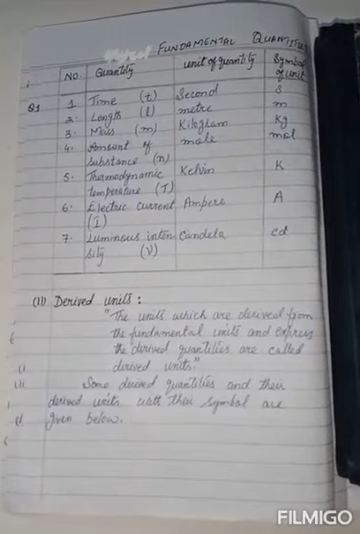 FUNDAMENTAL QUANTITIES
NO Quantity unit of quantity Symbol of unit
Q1 1. Time (t) Second s
2. Length (l) metre m
3. Mass (m) Kilogram Kg
4. Amount of substance (n) mole mol
5. Thermodynamic temperature (T) Kelvin K
6. Electric current (I) Ampere A
7. Luminous inten sity (V) Candela cd
(II) Derived units :
"The units which are derived from
the fundamental units and express
the derived quantities are called
derived units."
Some derived quantities and their
derived units with their symbol are
given below.
FILMIGO